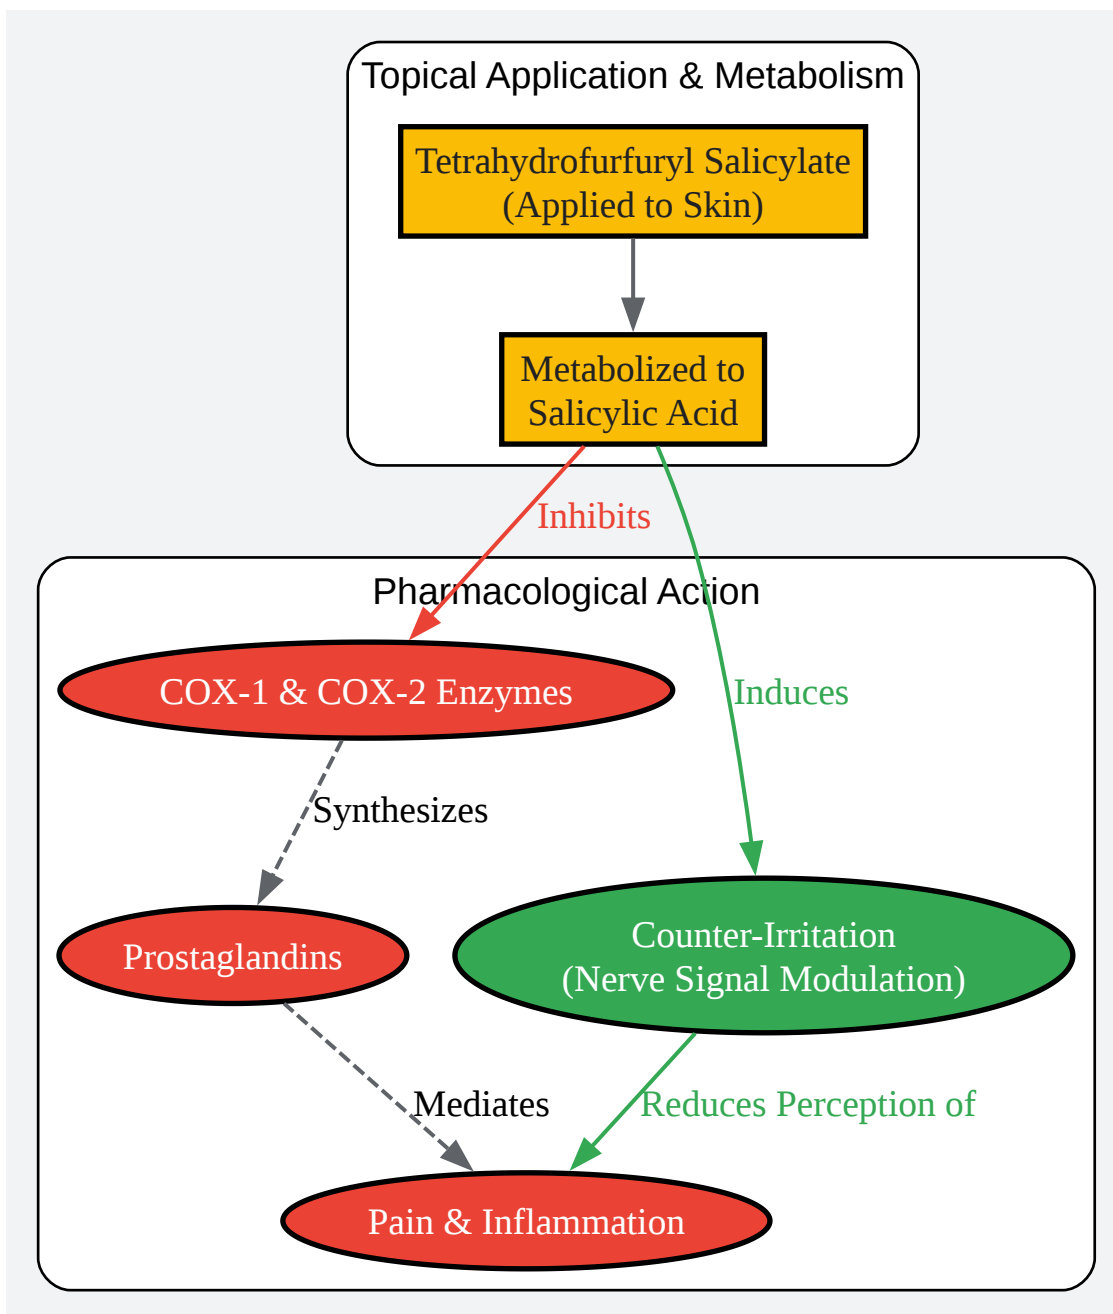 Topical Application & Metabolism
Tetrahydrofurfuryl Salicylate
(Applied to Skin)
Metabolized to
Salicylic Acid
Inhibits
Pharmacological Action
COX-1 & COX-2 Enzymes
Induces
Synthesizes
Counter-Irritation
(Nerve Signal Modulation)
Prostaglandins
Mediates
Reduces Perception of
Pain & Inflammation